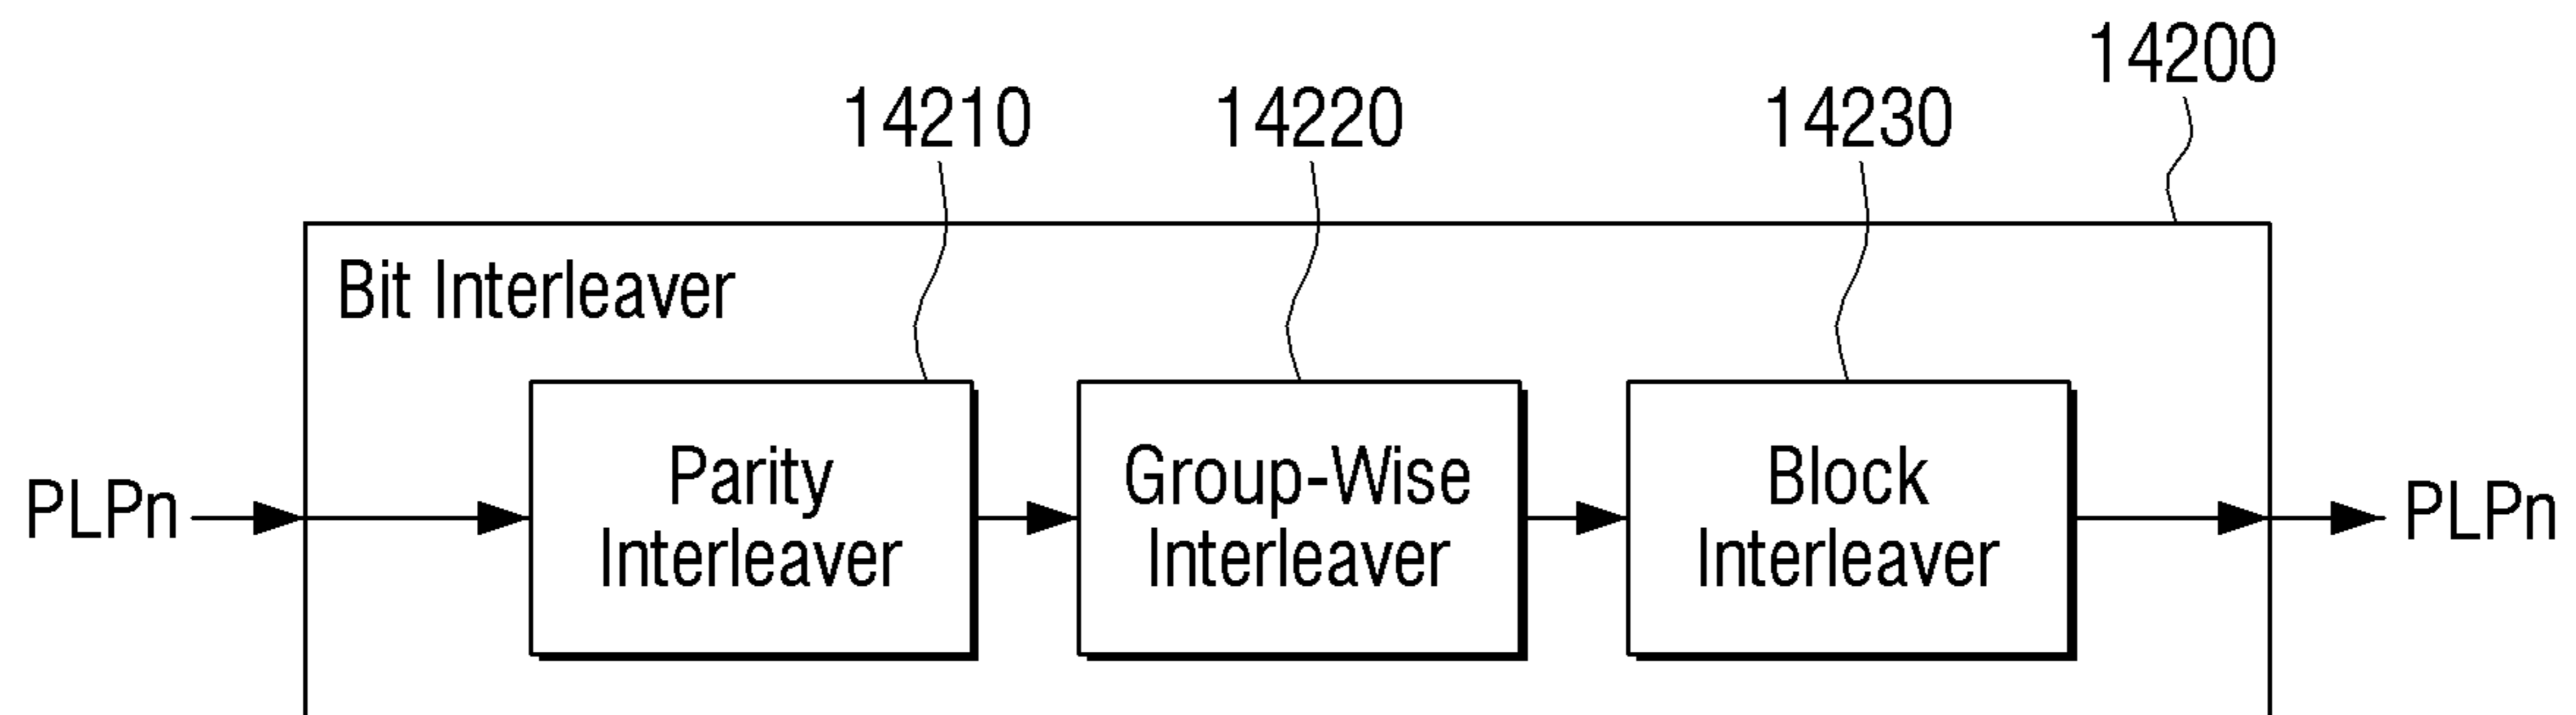 14200
14210 14220 14230
Bit Interleaver
PLPn
Parity
Interleaver
Group-Wise
Interleaver
Block
Interleaver
PLPn